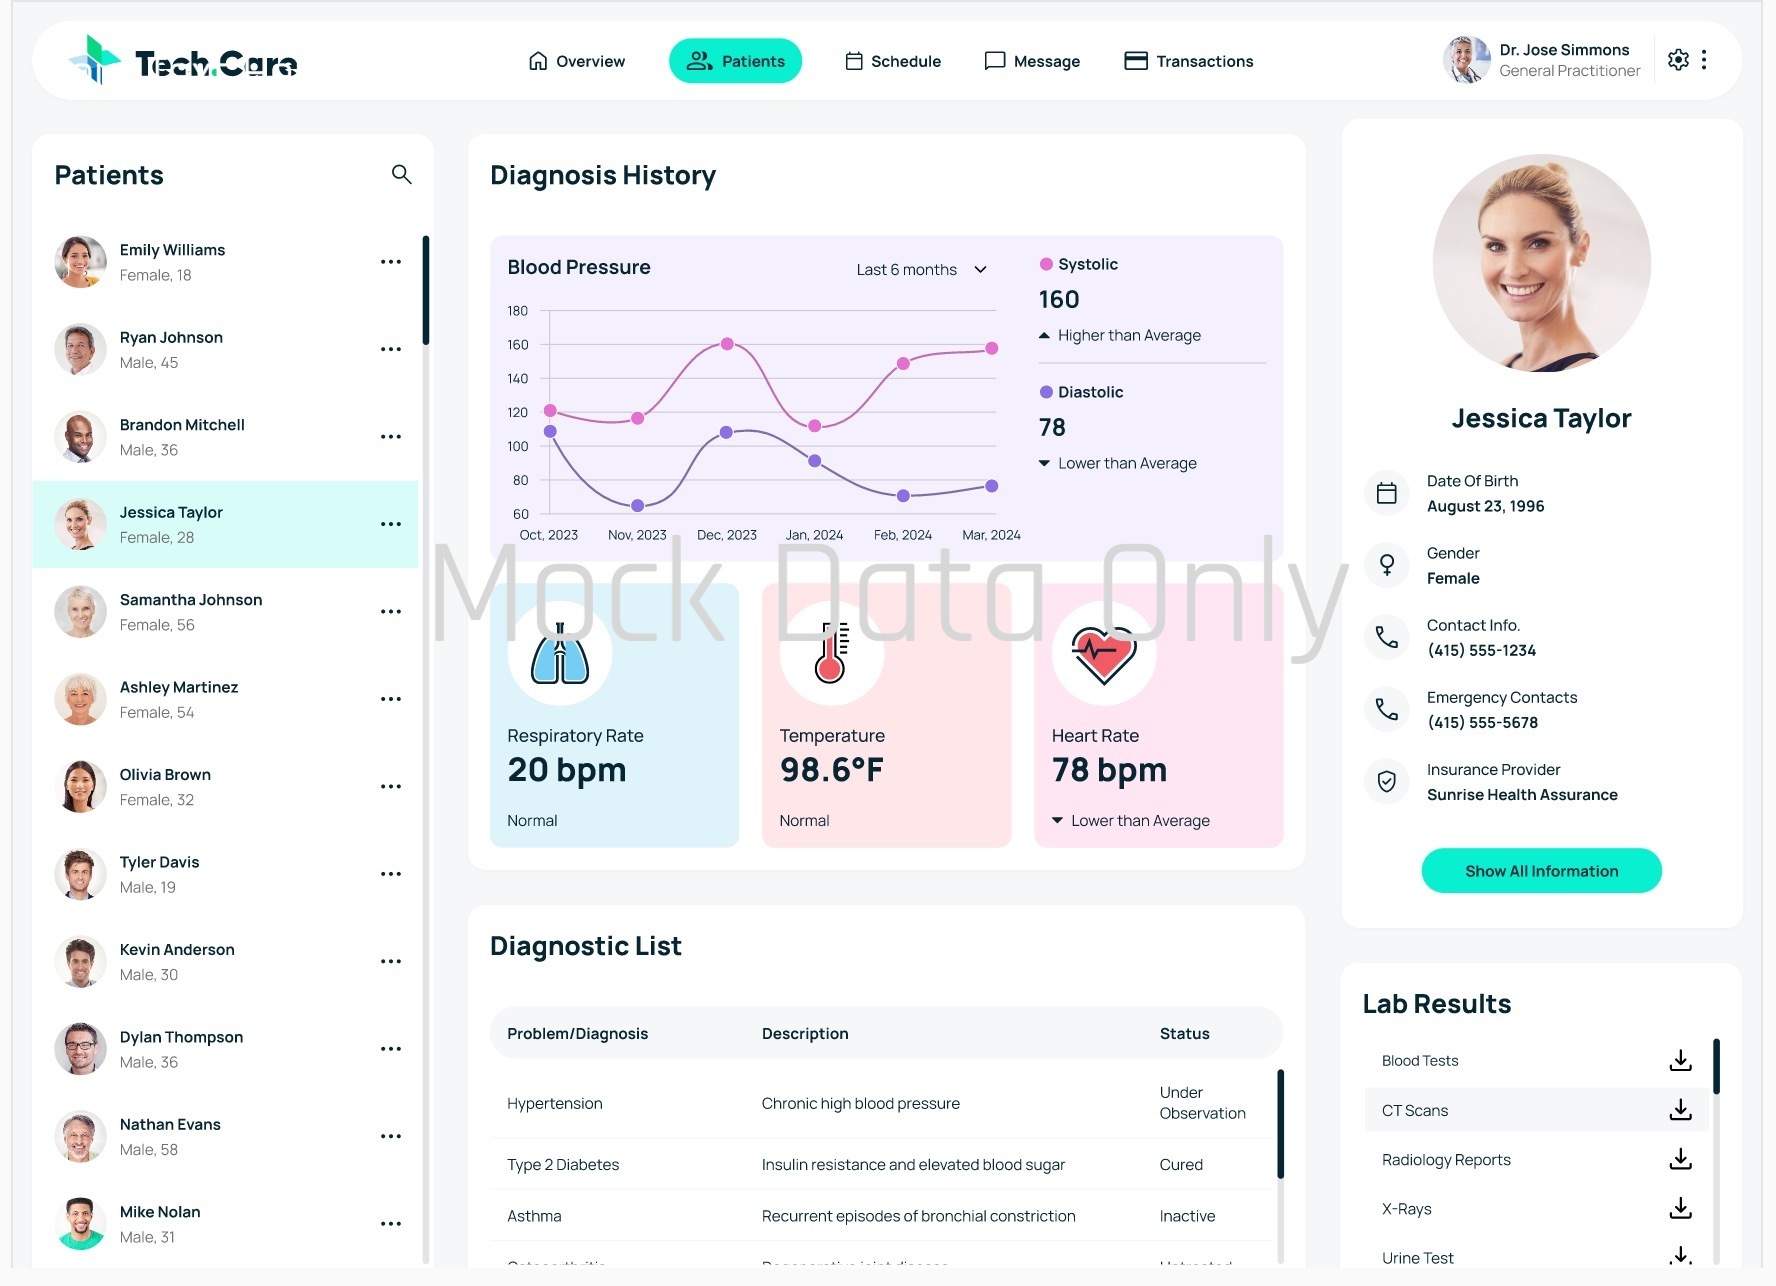 Tech.Care
Overview
Patients
Schedule
Message
Transactions
Dr. Jose Simmons
General Practitioner
Patients
Emily Williams
Female, 18
Ryan Johnson
Male, 45
Brandon Mitchell
Male, 36
Jessica Taylor
Female, 28
Samantha Johnson
Female, 56
Ashley Martinez
Female, 54
Olivia Brown
Female, 32
Tyler Davis
Male, 19
Kevin Anderson
Male, 30
Dylan Thompson
Male, 36
Nathan Evans
Male, 58
Mike Nolan
Male, 31
Diagnosis History
Blood Pressure
Last 6 months
180
160
140
120
100
80
60
Oct, 2023 Nov, 2023 Dec, 2023 Jan, 2024 Feb, 2024 Mar, 2024
Systolic
160
Higher than Average
Diastolic
78
Lower than Average
Mock Data Only
Respiratory Rate
20 bpm
Normal
Temperature
98.6°F
Normal
Heart Rate
78 bpm
Lower than Average
Diagnostic List
Problem/Diagnosis Description Status
Hypertension Chronic high blood pressure Under
Observation
Type 2 Diabetes Insulin resistance and elevated blood sugar Cured
Asthma Recurrent episodes of bronchial constriction Inactive
Jessica Taylor
Date Of Birth
August 23, 1996
Gender
Female
Contact Info.
(415) 555-1234
Emergency Contacts
(415) 555-5678
Insurance Provider
Sunrise Health Assurance
Show All Information
Lab Results
Blood Tests
CT Scans
Radiology Reports
X-Rays
Urine Test